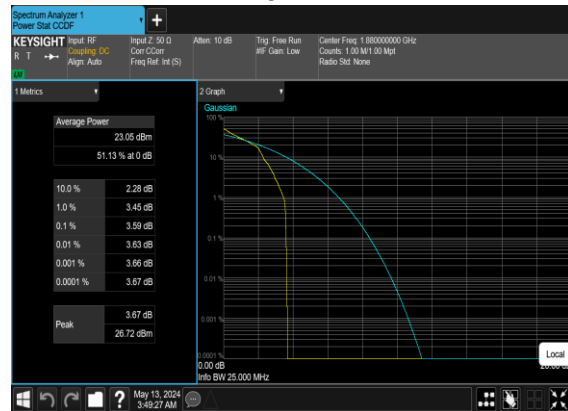 Spectrum Analyzer 1
Power Stat CCDF
KEYSIGHT
R T
LU
Input: RF
Coupling: DC
Align: Auto
Input Z: 50 Ω
Corr CCorr
Freq Ref: Int (S)
Atten: 10 dB
Trig: Free Run
#IF Gain: Low
Center Freq: 1.880000000 GHz
Counts: 1.00 M/1.00 Mpt
Radio Std: None
1 Metrics
Average Power
23.05 dBm
51.13 % at 0 dB
10.0 % 2.28 dB
1.0 % 3.45 dB
0.1 % 3.59 dB
0.01 % 3.63 dB
0.001 % 3.66 dB
0.0001 % 3.67 dB
Peak
3.67 dB
26.72 dBm
2 Graph
Gaussian
100 %
10 %
1 %
0.1 %
0.01 %
0.001 %
0.0001 %
0.00 dB
Info BW 25.000 MHz
Local
May 13, 2024
3:49:27 AM